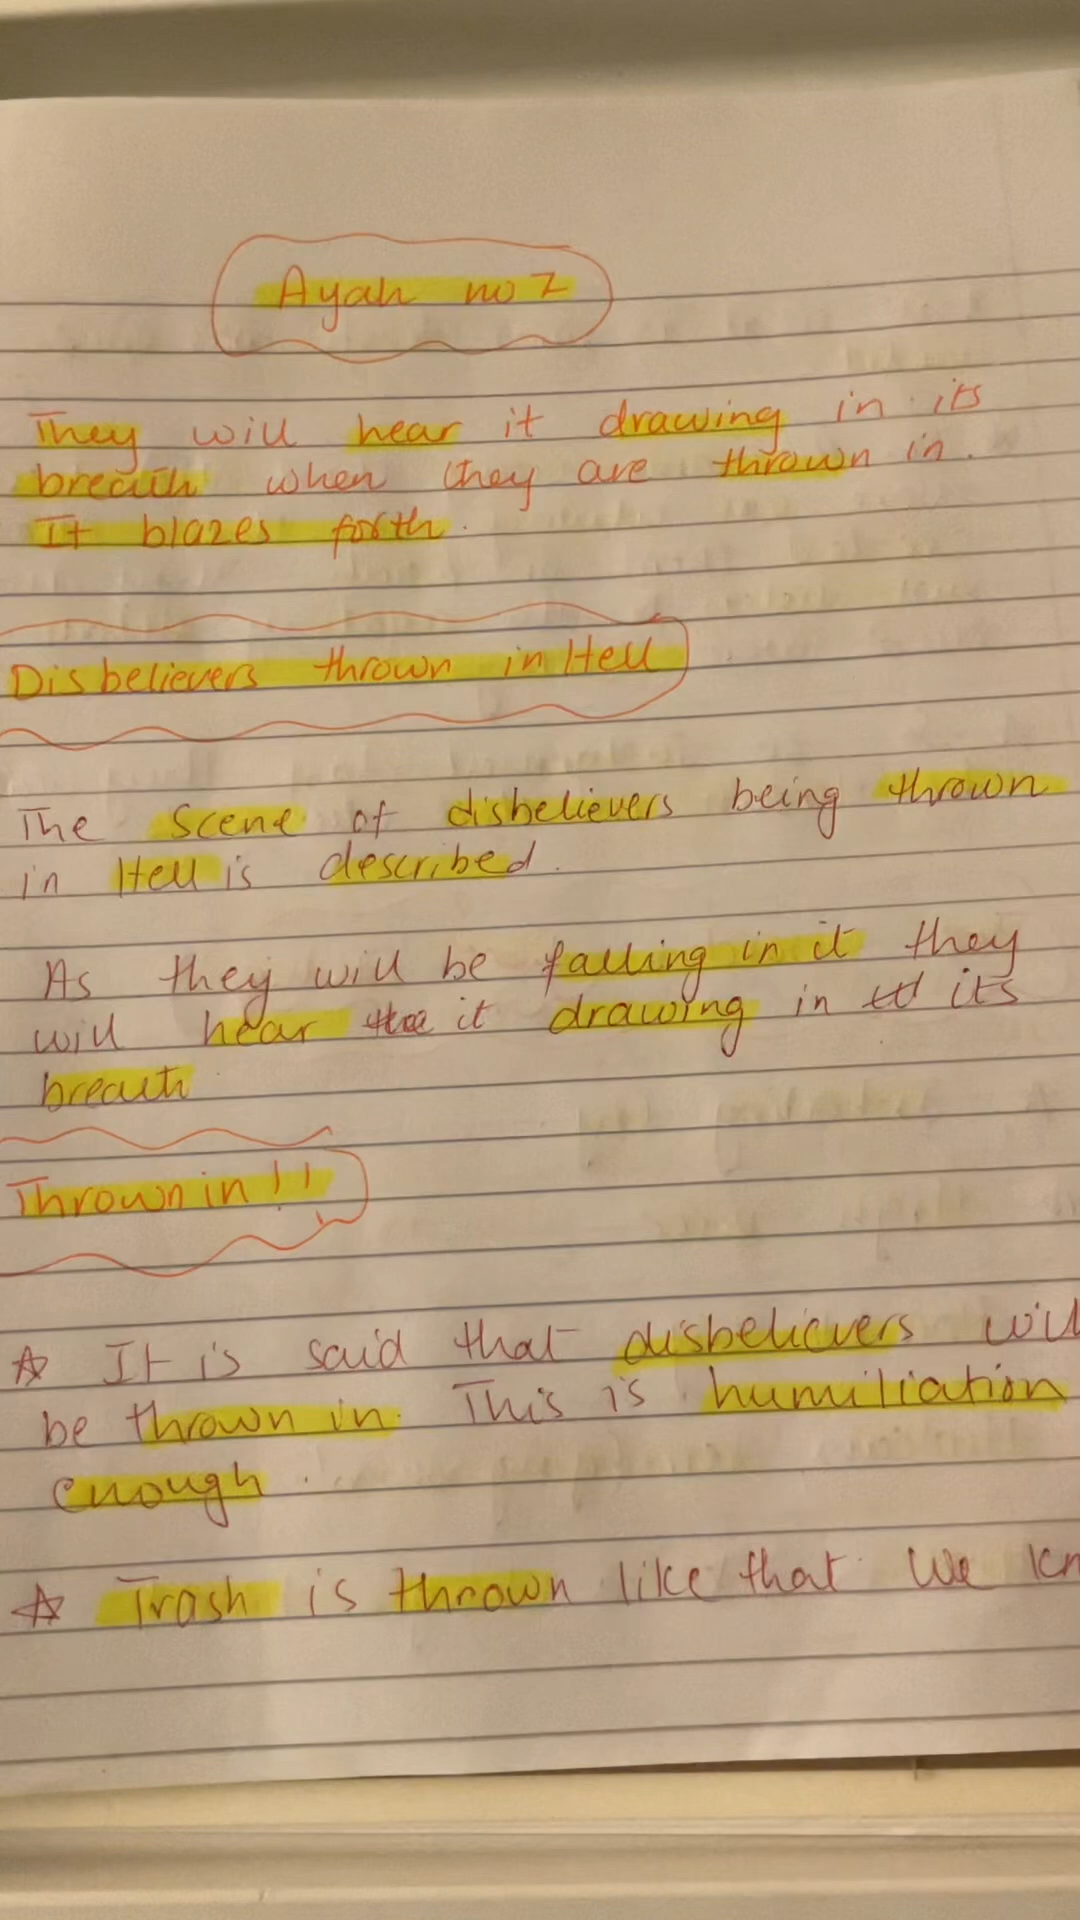 Ayah no 7
They will hear it drawing in its
breath when they are thrown in.
It blazes forth.
Disbelievers thrown in Hell
The scene of disbelievers being thrown
in Hell is described.
As they will be falling in it they
will hear it drawing in its
breath
Thrown in !!
☆ It is said that disbelievers will
be thrown in. This is humiliation
enough.
☆ Trash is thrown like that. We kn